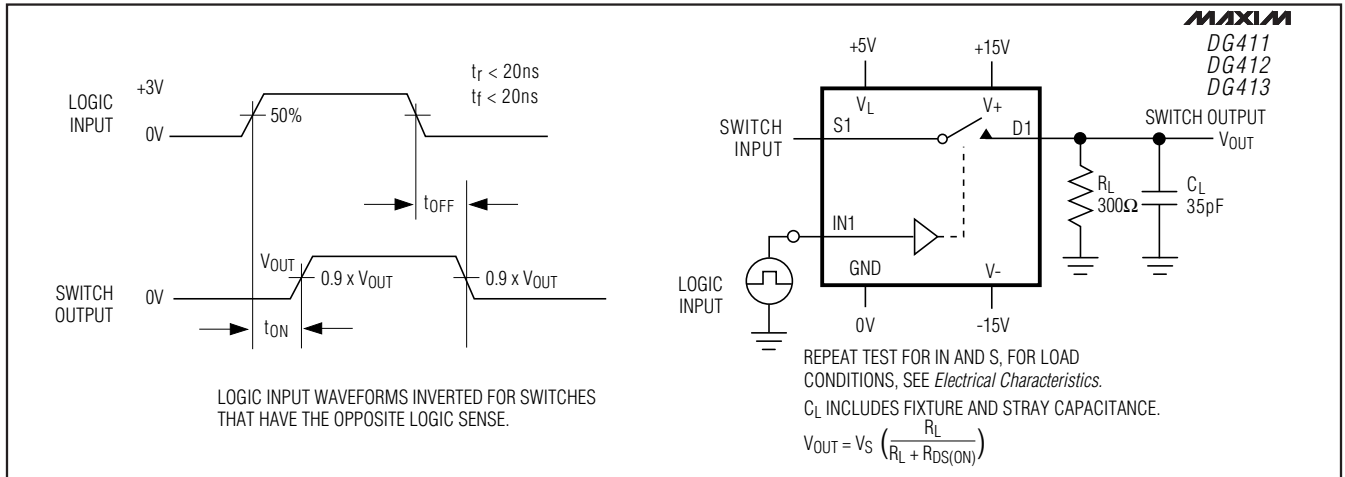 MAXIM
DG411
DG412
DG413
LOGIC
INPUT
+3V
0V
50%
tr < 20ns
tf < 20ns
tOFF
SWITCH
OUTPUT
VOUT
0V
0.9 x VOUT
0.9 x VOUT
tON
LOGIC INPUT WAVEFORMS INVERTED FOR SWITCHES
THAT HAVE THE OPPOSITE LOGIC SENSE.
+5V
+15V
VL
V+
SWITCH
INPUT
S1
D1
SWITCH OUTPUT
VOUT
RL
300Ω
CL
35pF
IN1
LOGIC
INPUT
GND
V-
0V
-15V
REPEAT TEST FOR IN AND S, FOR LOAD
CONDITIONS, SEE Electrical Characteristics.
CL INCLUDES FIXTURE AND STRAY CAPACITANCE.
VOUT = VS (RL / RL + RDS(ON))